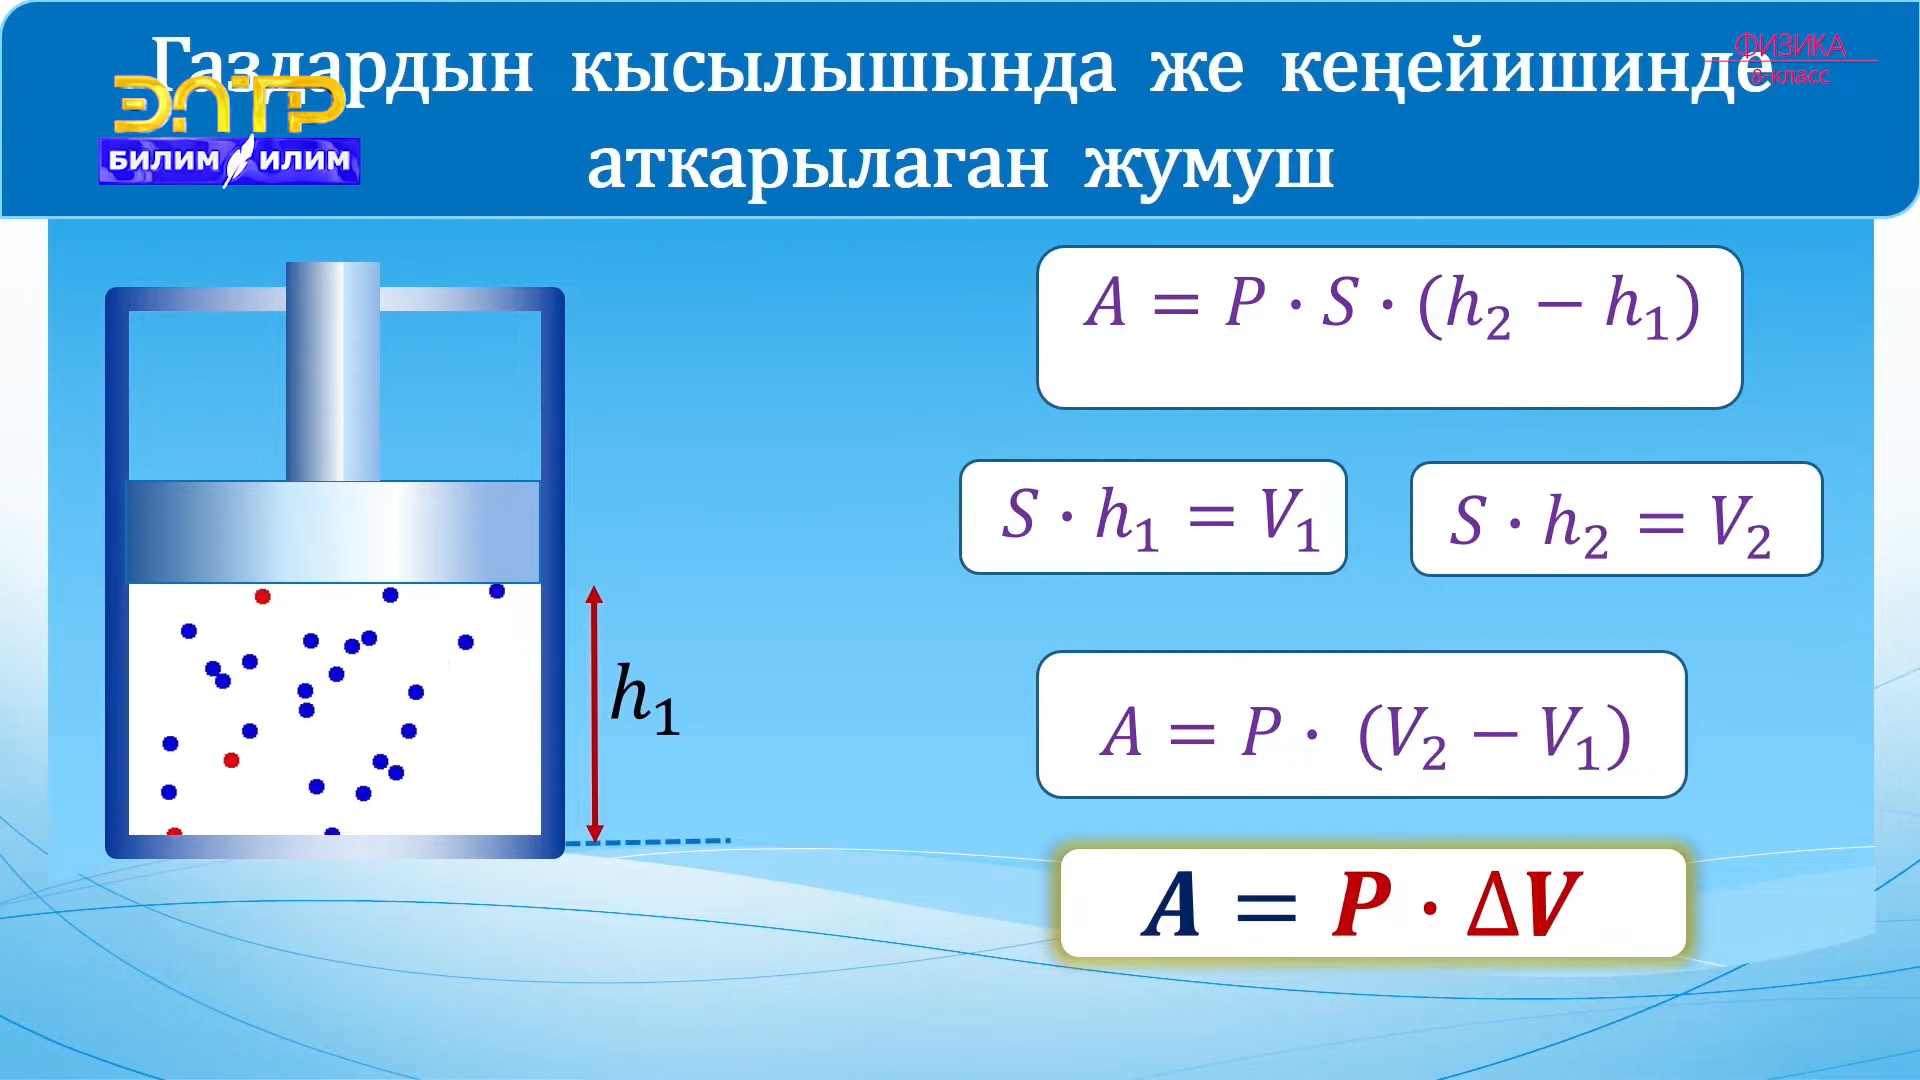 Газдардын кысылышында же кеңейишинде
аткарылаган жумуш
ФИЗИКА
8-класс
ЭЛТР
БИЛИМ ИЛИМ
A = P · S · (h₂ − h₁)
S · h₁ = V₁
S · h₂ = V₂
h₁
A = P · (V₂ − V₁)
A = P · ΔV